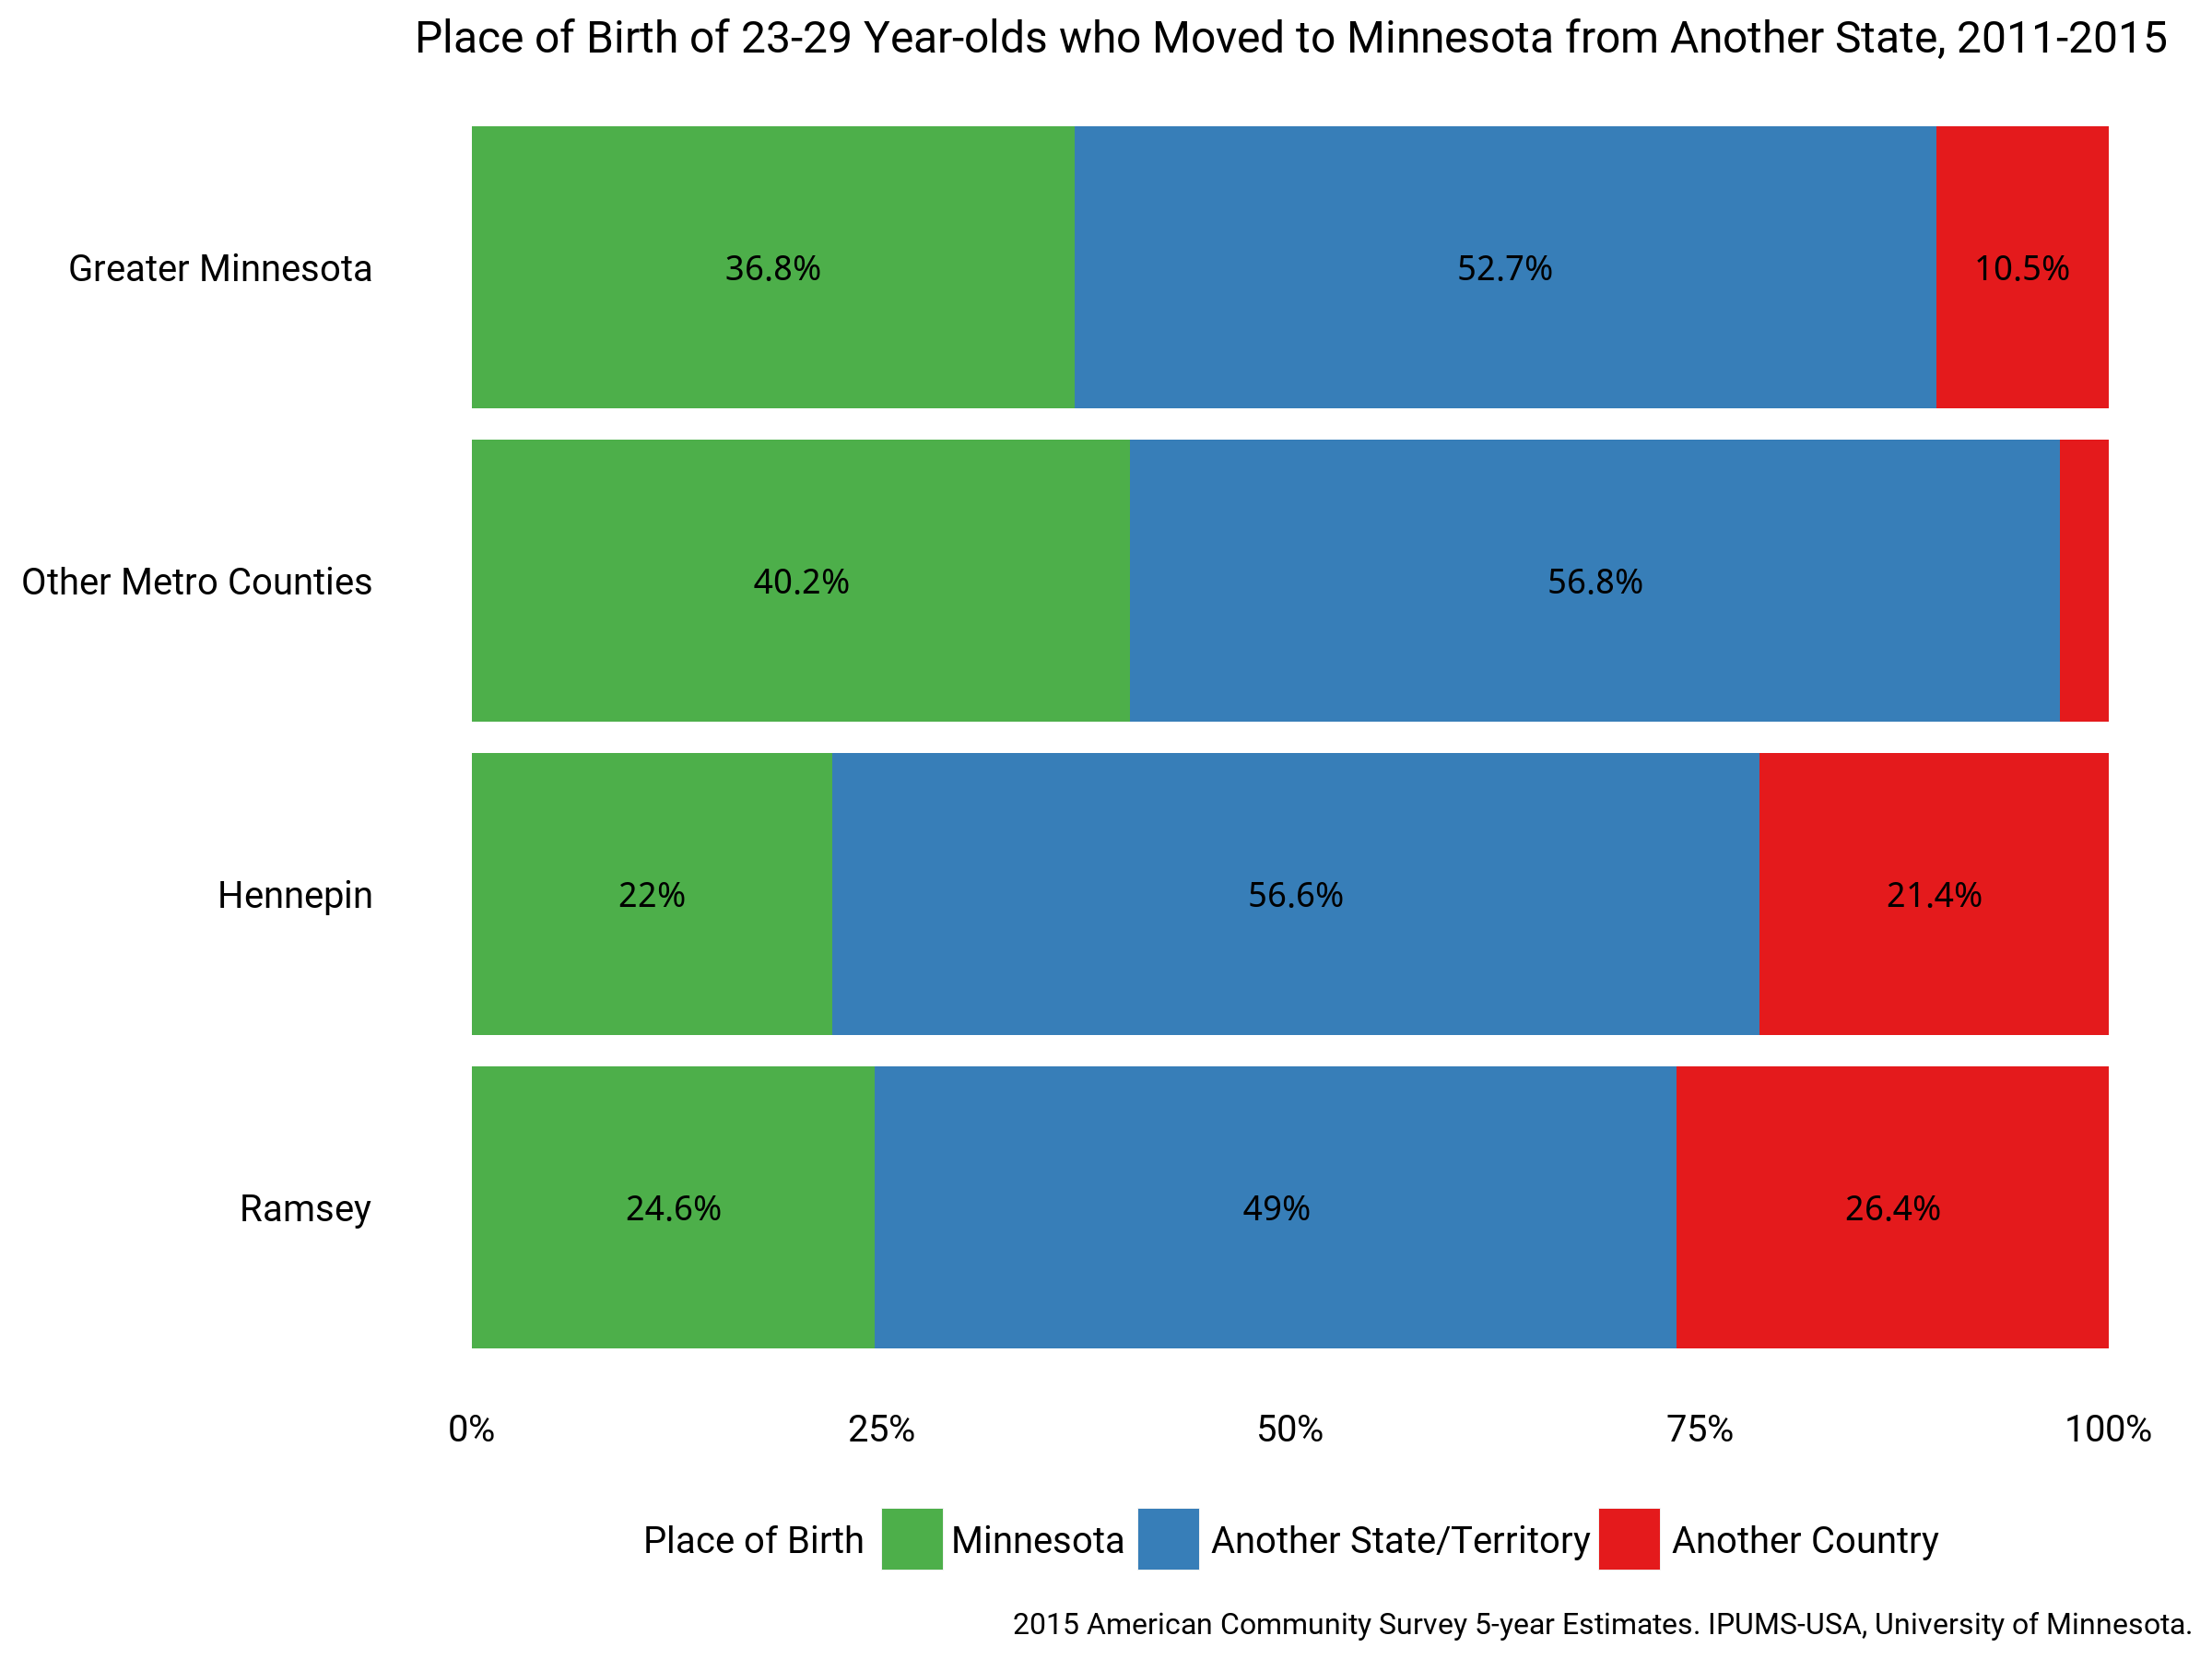 Place of Birth of 23-29 Year-olds who Moved to Minnesota from Another State, 2011-2015
Greater Minnesota
36.8%
52.7%
10.5%
Other Metro Counties
40.2%
56.8%
Hennepin
22%
56.6%
21.4%
Ramsey
24.6%
49%
26.4%
0%
25%
50%
75%
100%
Place of Birth
Minnesota
Another State/Territory
Another Country
2015 American Community Survey 5-year Estimates. IPUMS-USA, University of Minnesota.